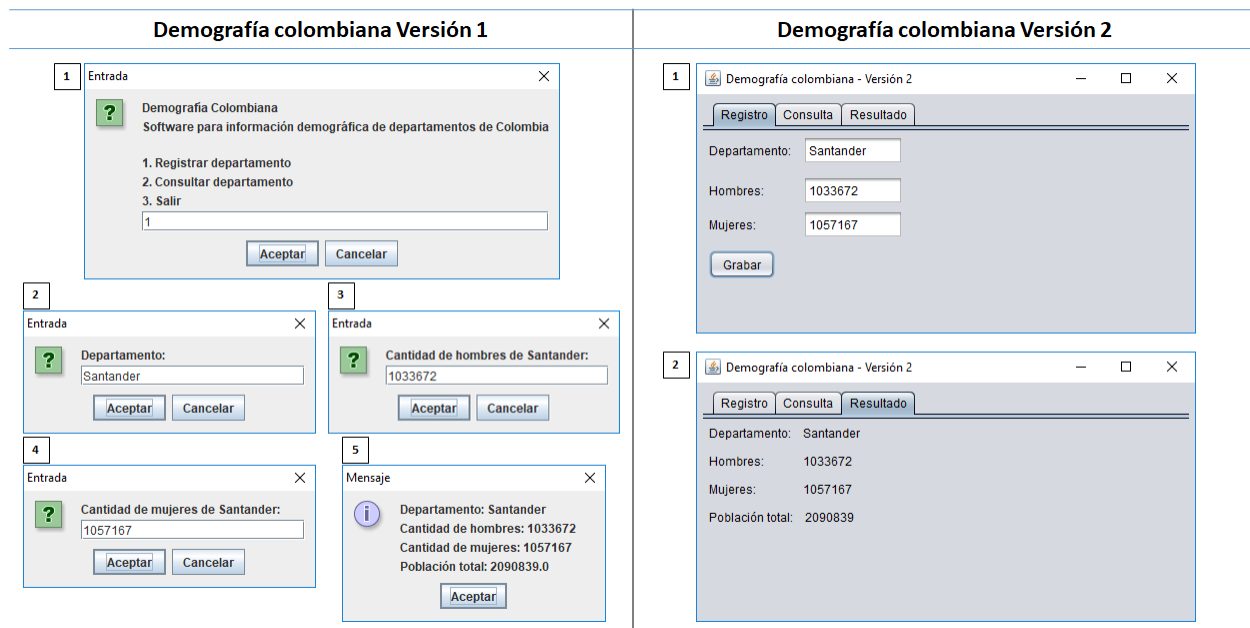 Demografía colombiana Versión 1
1
Entrada
Demografia Colombiana
Software para información demográfica de departamentos de Colombia
1. Registrar departamento
2. Consultar departamento
3. Salir
1
Aceptar Cancelar
2
Entrada
Departamento:
Santander
Aceptar Cancelar
3
Entrada
Cantidad de hombres de Santander:
1033672
Aceptar Cancelar
4
Entrada
Cantidad de mujeres de Santander:
1057167
Aceptar Cancelar
5
Mensaje
Departamento: Santander
Cantidad de hombres: 1033672
Cantidad de mujeres: 1057167
Población total: 2090839.0
Aceptar
Demografía colombiana Versión 2
1
Demografía colombiana - Versión 2
Registro Consulta Resultado
Departamento: Santander
Hombres: 1033672
Mujeres: 1057167
Grabar
2
Demografía colombiana - Versión 2
Registro Consulta Resultado
Departamento: Santander
Hombres: 1033672
Mujeres: 1057167
Población total: 2090839